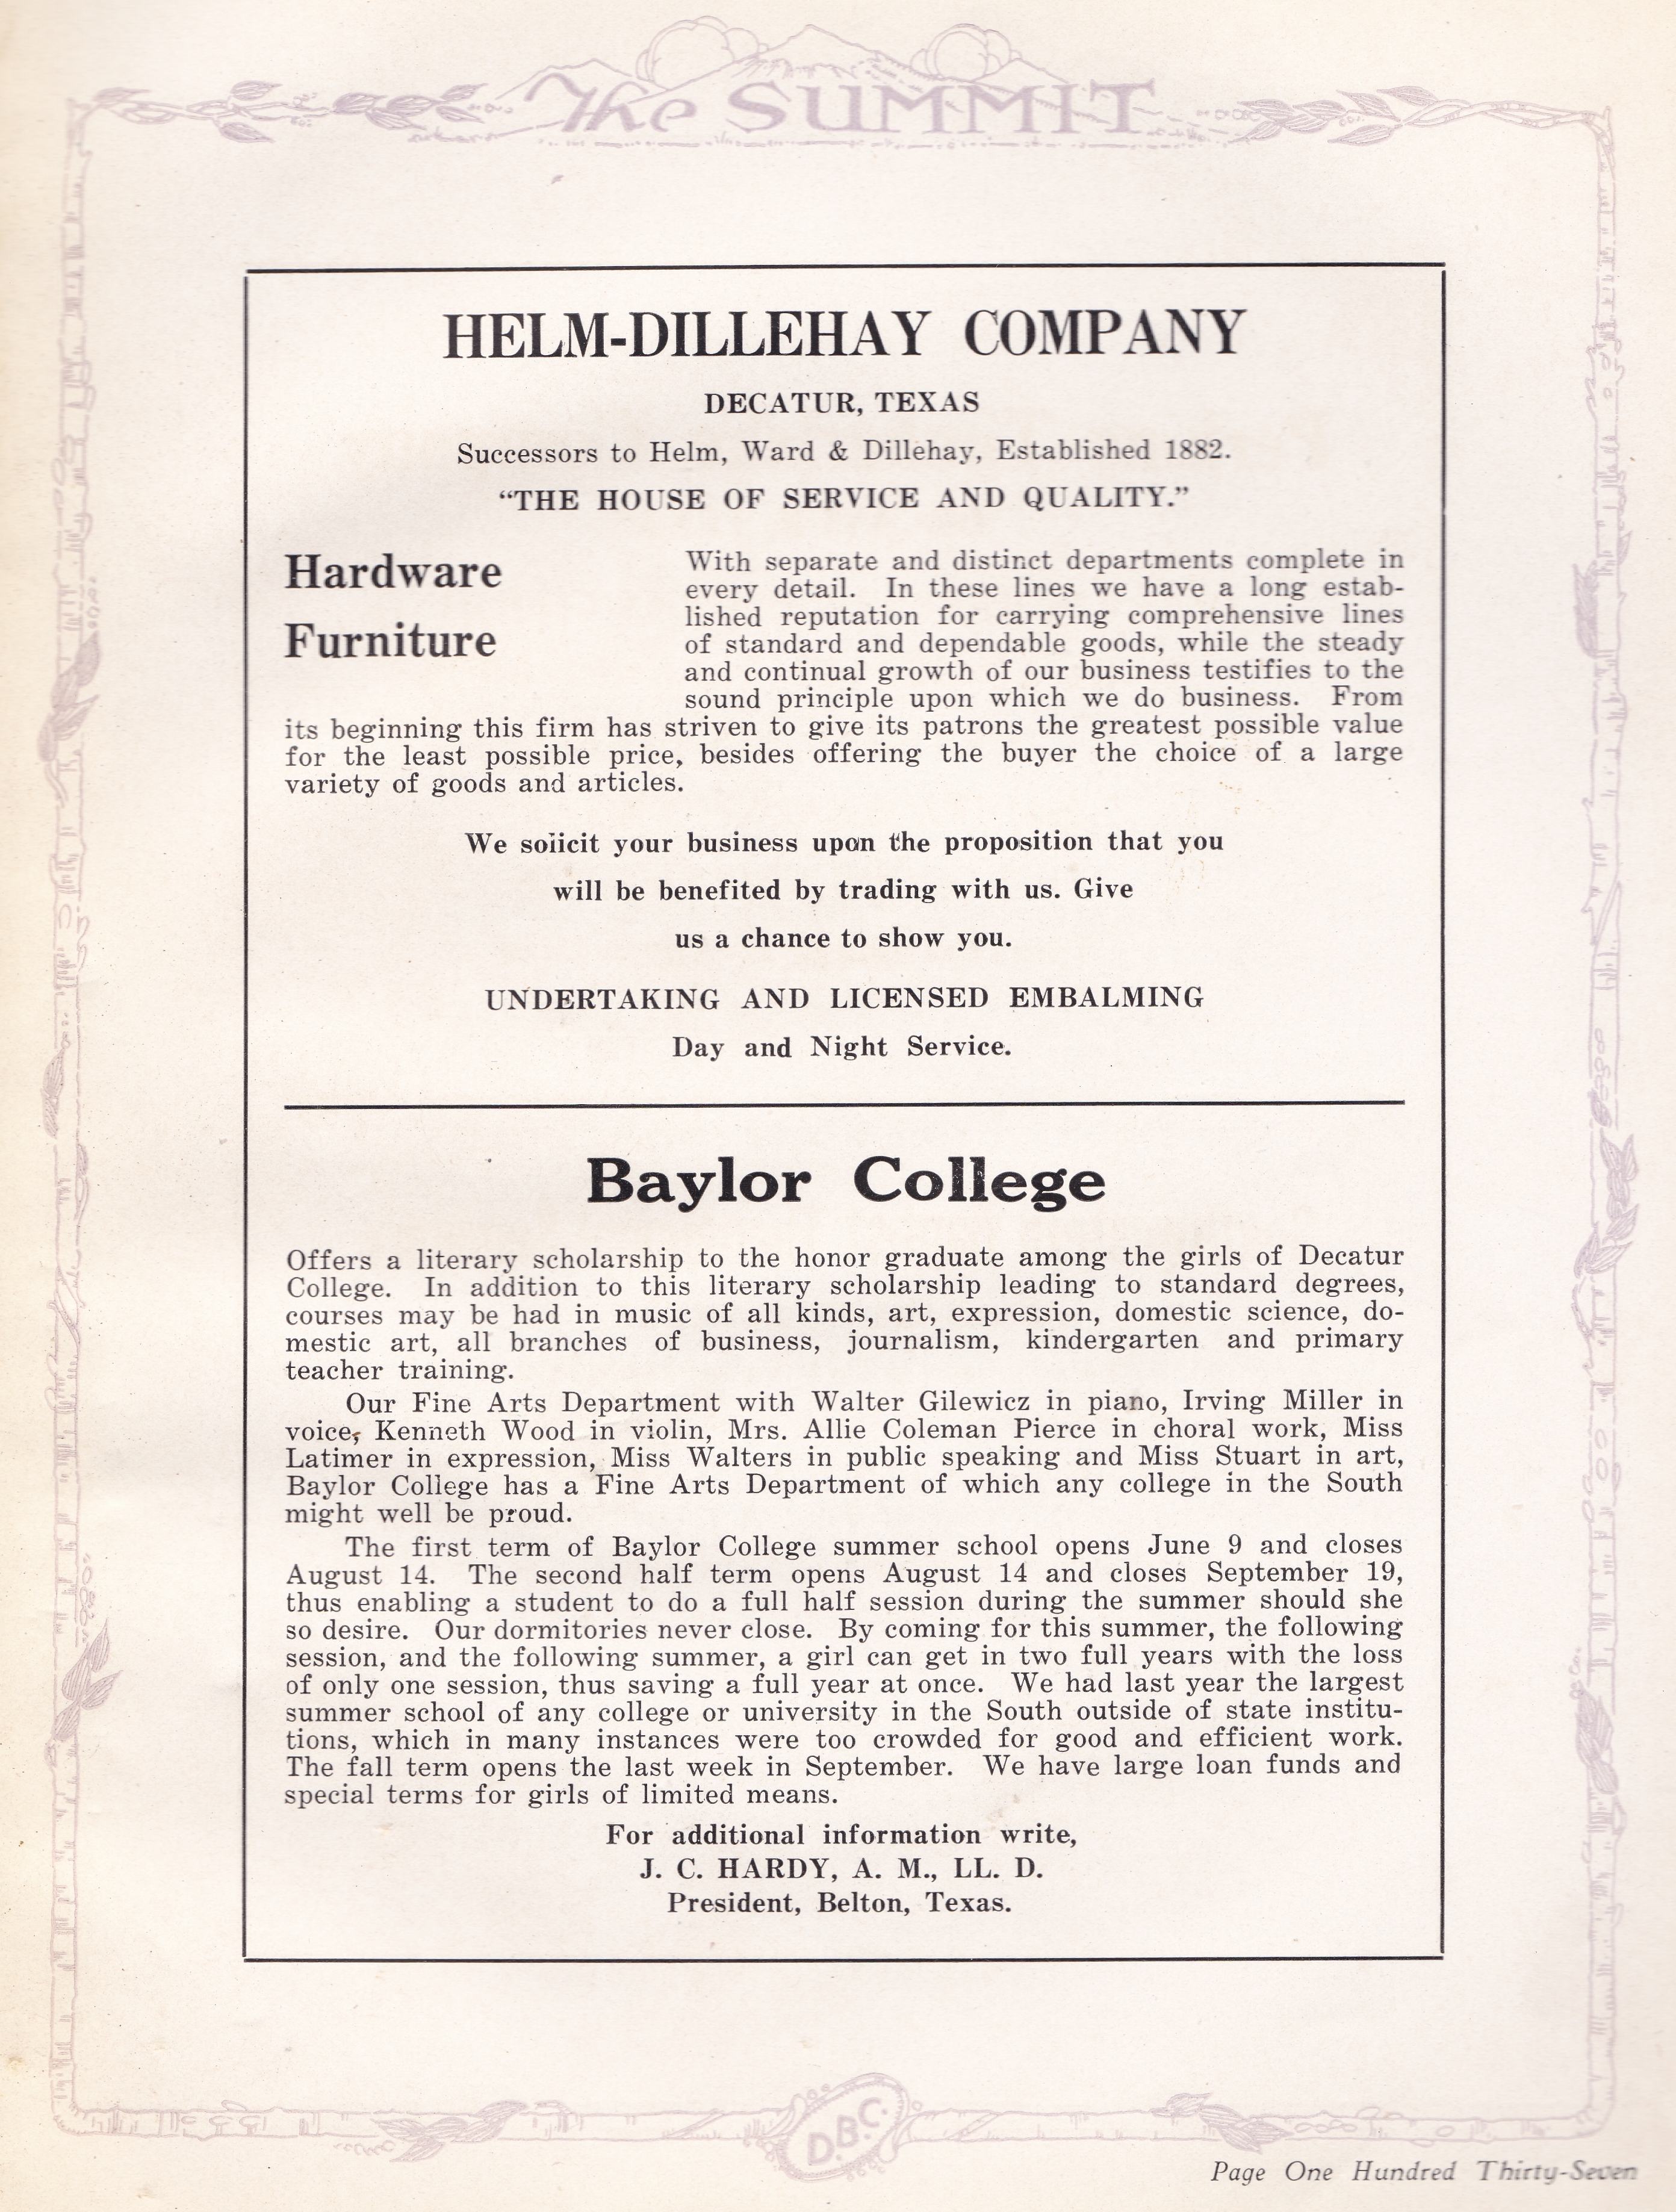 The SUMMIT
HELM-DILLEHAY COMPANY
DECATUR, TEXAS
Successors to Helm, Ward & Dillehay, Established 1882.
“THE HOUSE OF SERVICE AND QUALITY.”
Hardware
Furniture
With separate and distinct departments complete in
every detail. In these lines we have a long estab-
lished reputation for carrying comprehensive lines
of standard and dependable goods, while the steady
and continual growth of our business testifies to the
sound principle upon which we do business. From
its beginning this firm has striven to give its patrons the greatest possible value
for the least possible price, besides offering the buyer the choice of a large
variety of goods and articles.
We solicit your business upon the proposition that you
will be benefited by trading with us. Give
us a chance to show you.
UNDERTAKING AND LICENSED EMBALMING
Day and Night Service.
Baylor College
Offers a literary scholarship to the honor graduate among the girls of Decatur
College. In addition to this literary scholarship leading to standard degrees,
courses may be had in music of all kinds, art, expression, domestic science, do-
mestic art, all branches of business, journalism, kindergarten and primary
teacher training.
Our Fine Arts Department with Walter Gilewicz in piano, Irving Miller in
voice, Kenneth Wood in violin, Mrs. Allie Coleman Pierce in choral work, Miss
Latimer in expression, Miss Walters in public speaking and Miss Stuart in art,
Baylor College has a Fine Arts Department of which any college in the South
might well be proud.
The first term of Baylor College summer school opens June 9 and closes
August 14. The second half term opens August 14 and closes September 19,
thus enabling a student to do a full half session during the summer should she
so desire. Our dormitories never close. By coming for this summer, the following
session, and the following summer, a girl can get in two full years with the loss
of only one session, thus saving a full year at once. We had last year the largest
summer school of any college or university in the South outside of state institu-
tions, which in many instances were too crowded for good and efficient work.
The fall term opens the last week in September. We have large loan funds and
special terms for girls of limited means.
For additional information write,
J. C. HARDY, A. M., LL. D.
President, Belton, Texas.
D.B.C.
Page One Hundred Thirty-Seven